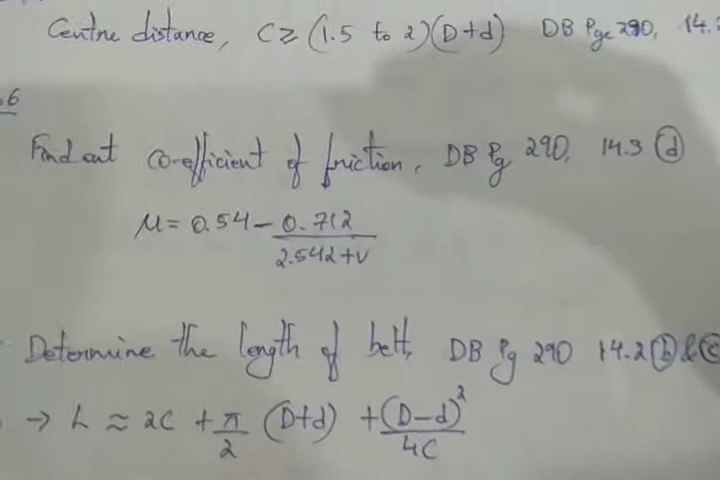 Centre distance, C ≥ (1.5 to 2)(D+d) DB Pge 290, 14.
.6
Find out co-efficient of friction, DB Pg 290, 14.3 (d)
μ = 0.54 - 0.712 / 2.542+V
Determine the length of belt, DB Pg 290 14.2 (b) & (c)
→ L ≈ 2C + π/2 (D+d) + (D-d)² / 4C